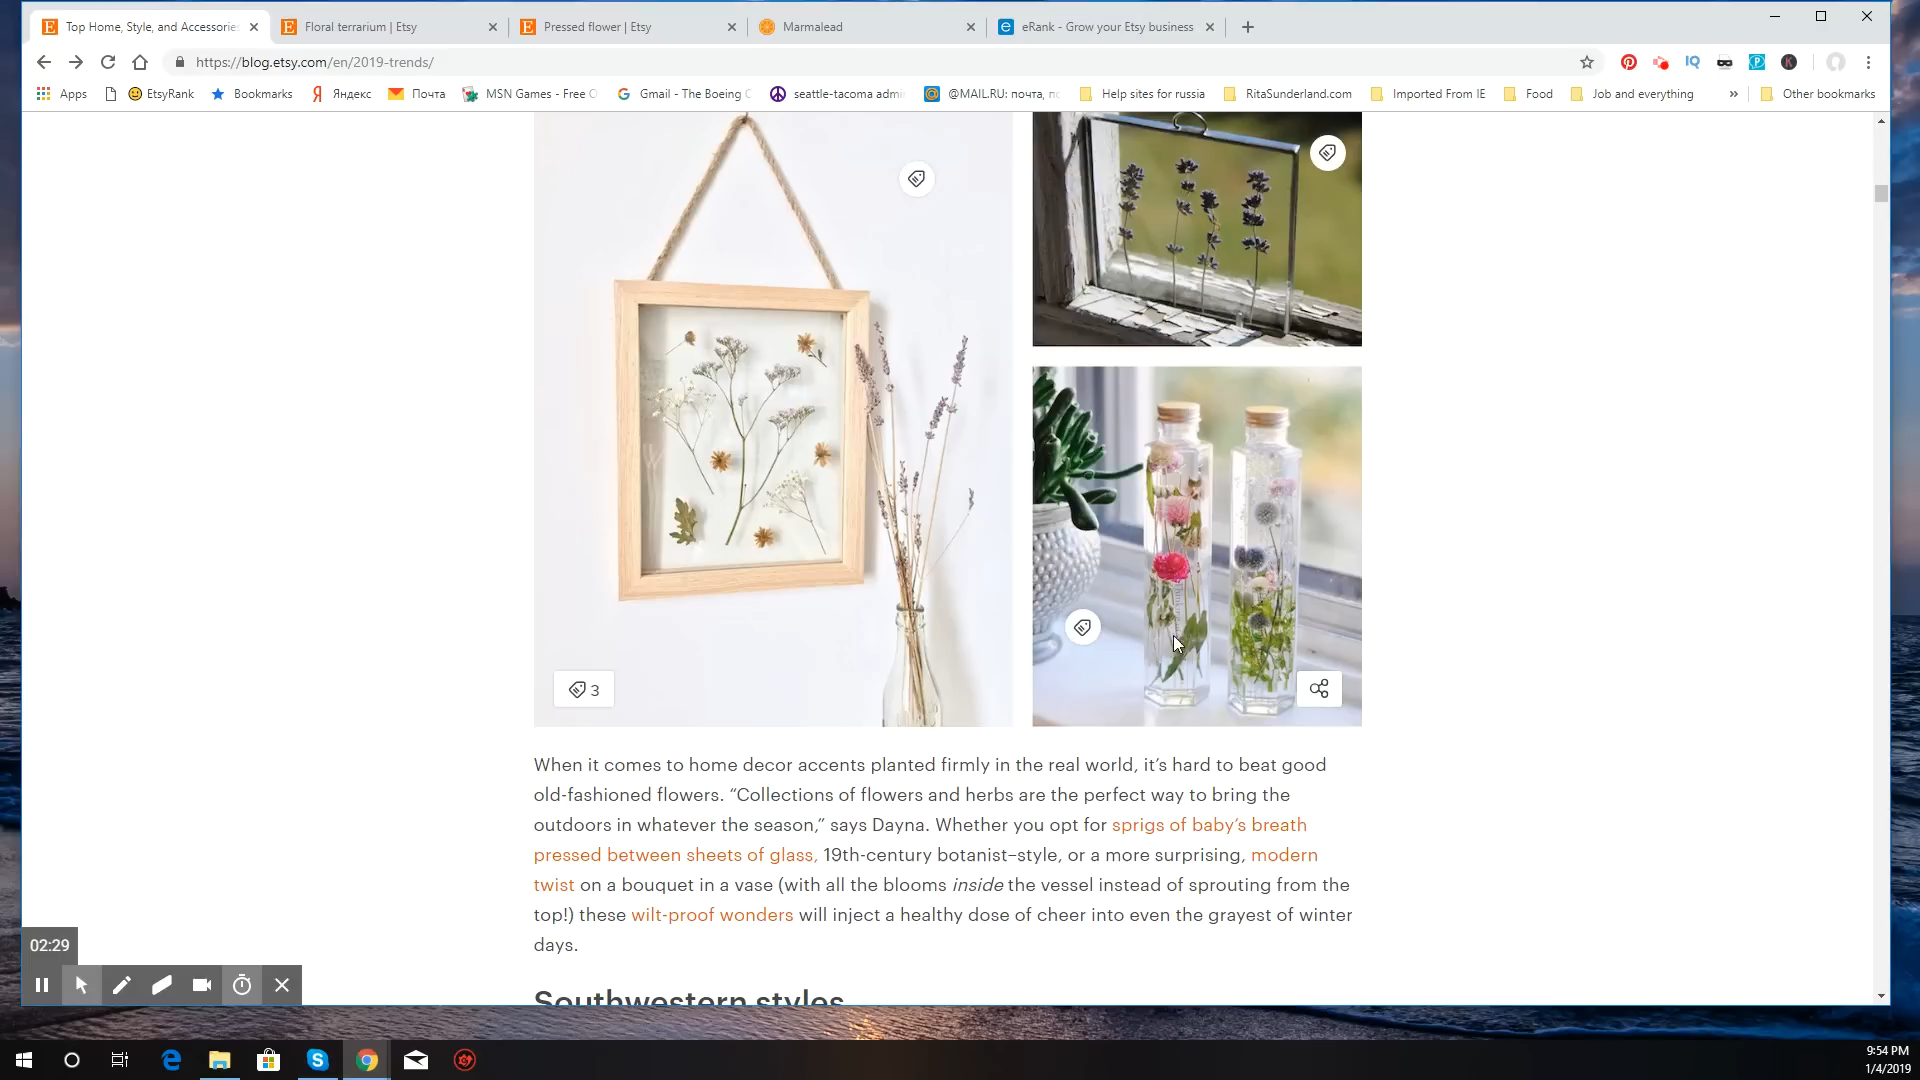 Top Home, Style, and Accessorie
Floral terrarium | Etsy
Pressed flower | Etsy
Marmalead
eRank - Grow your Etsy business
https://blog.etsy.com/en/2019-trends/
Apps
EtsyRank
Bookmarks
Яндекс
Почта
MSN Games - Free O
Gmail - The Boeing C
seattle-tacoma admi
@MAIL.RU: почта, по
Help sites for russia
RitaSunderland.com
Imported From IE
Food
Job and everything
»
Other bookmarks
3
When it comes to home decor accents planted firmly in the real world, it’s hard to beat good
old-fashioned flowers. “Collections of flowers and herbs are the perfect way to bring the
outdoors in whatever the season,” says Dayna. Whether you opt for sprigs of baby’s breath
pressed between sheets of glass, 19th-century botanist–style, or a more surprising, modern
twist on a bouquet in a vase (with all the blooms inside the vessel instead of sprouting from the
top!) these wilt-proof wonders will inject a healthy dose of cheer into even the grayest of winter
days.
Southwestern styles
02:29
9:54 PM
1/4/2019